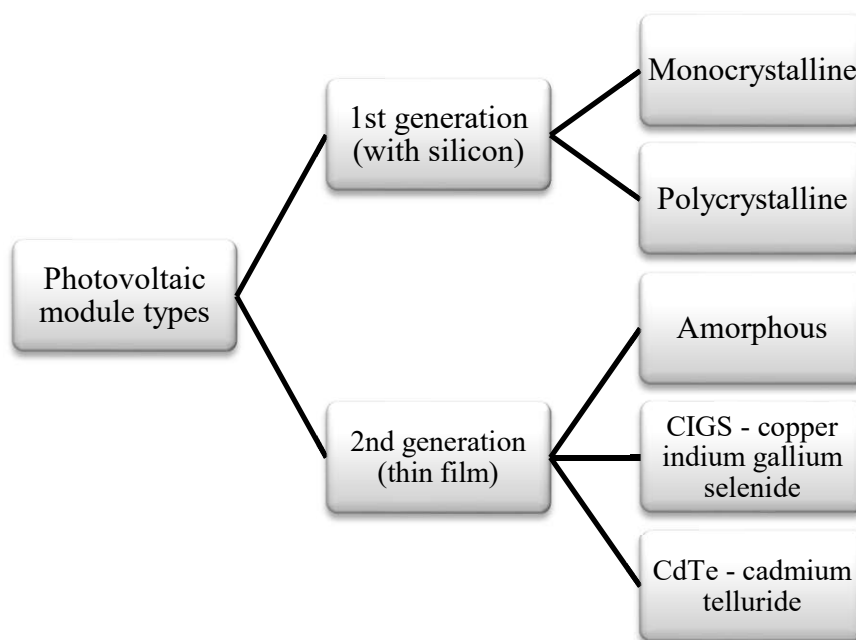 Photovoltaic
module types
1st generation
(with silicon)
Monocrystalline
Polycrystalline
2nd generation
(thin film)
Amorphous
CIGS - copper
indium gallium
selenide
CdTe - cadmium
telluride